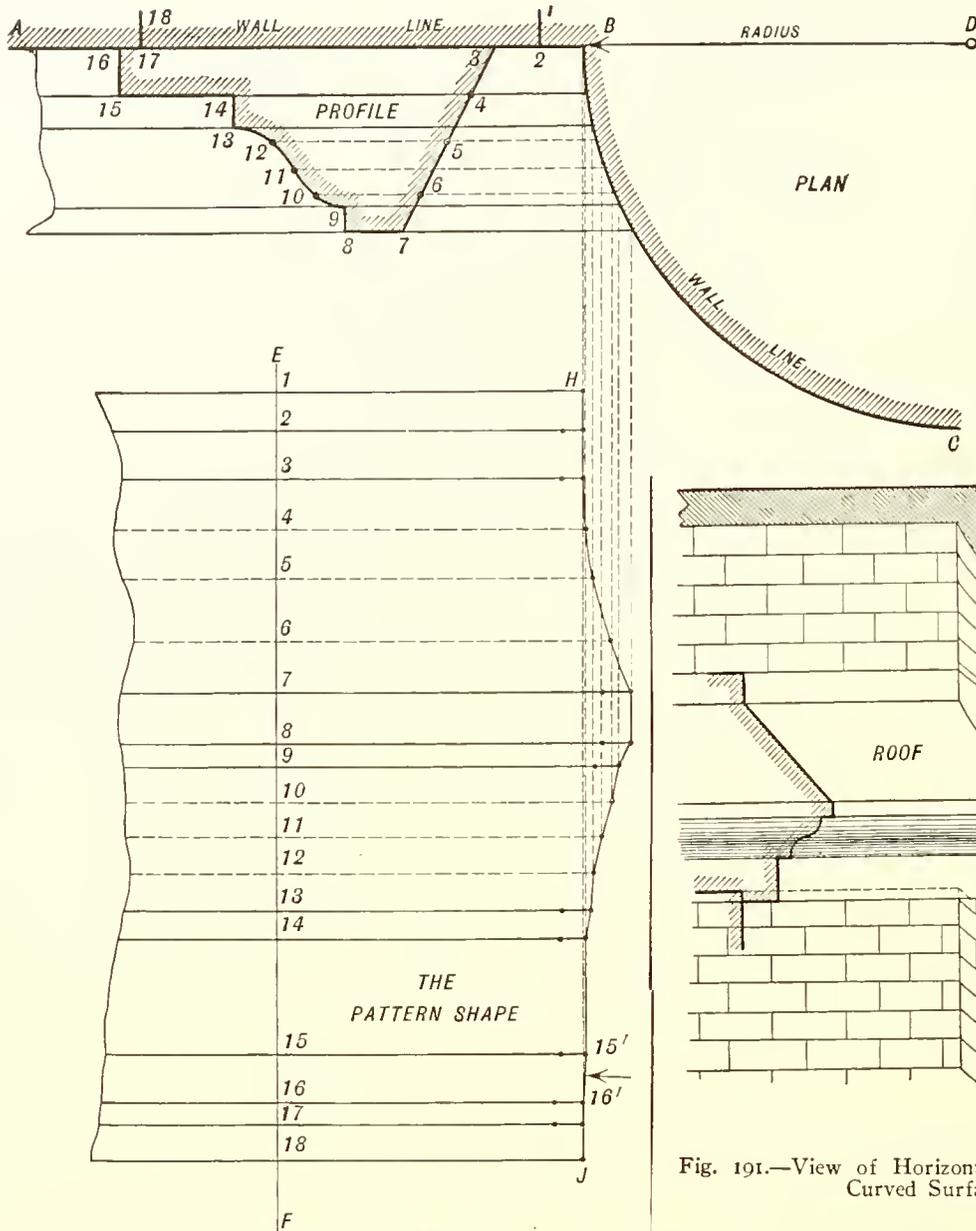 A 18 WALL LINE 1 B RADIUS D
16 17 3 2
15 14 PROFILE 4
13 12 5
11 6
10
9
8 7
PLAN
WALL
LINE
C
E
1 H
2
3
4
5
6
7
8
9
10
11
12
13
14
THE
PATTERN SHAPE
15 15'
16 16'
17
18
J
F
ROOF
Fig. 191.—View of Horizon
Curved Surf